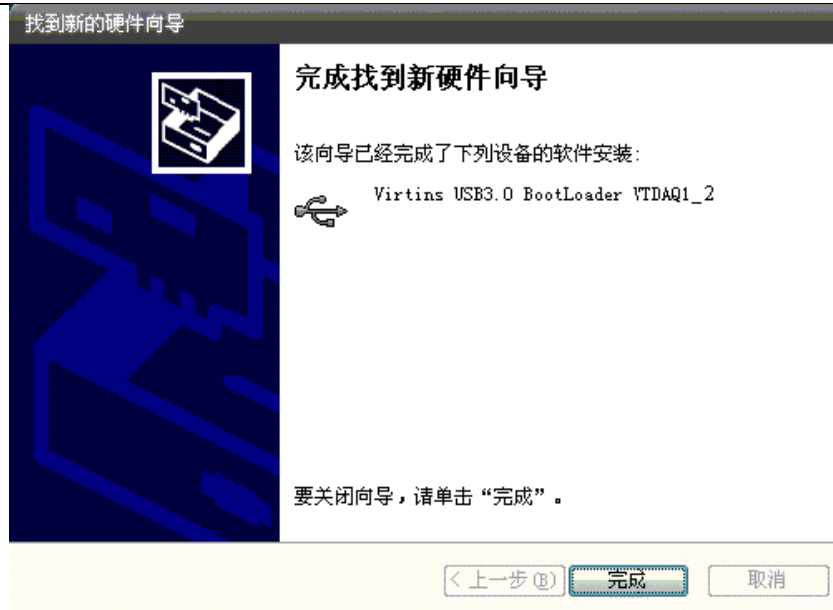 找到新的硬件向导
完成找到新硬件向导
该向导已经完成了下列设备的软件安装:
Virtins USB3.0 BootLoader VTDAQ1_2
要关闭向导，请单击“完成”。
< 上一步(B) 完成 取消